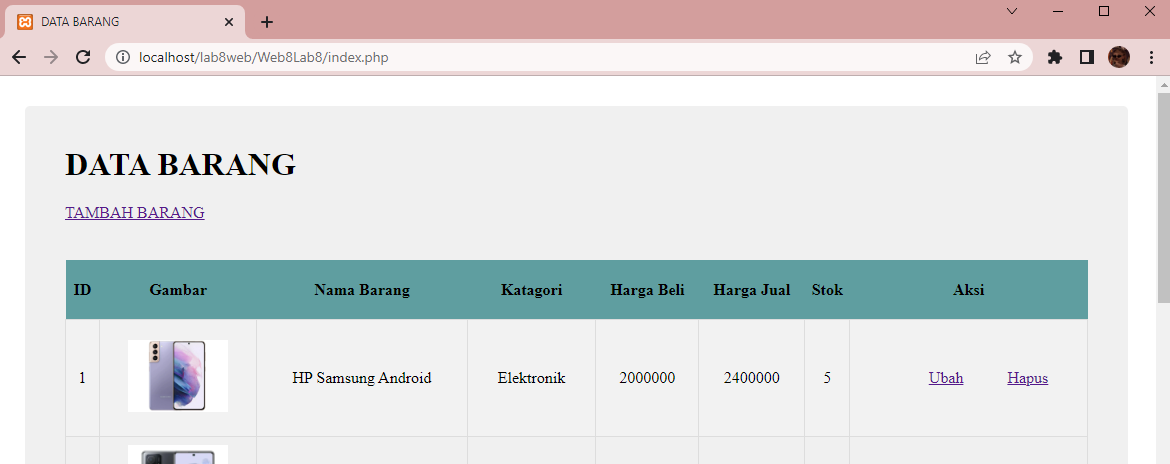 DATA BARANG
localhost/lab8web/Web8Lab8/index.php
DATA BARANG
TAMBAH BARANG
ID Gambar Nama Barang Katagori Harga Beli Harga Jual Stok Aksi
1 HP Samsung Android Elektronik 2000000 2400000 5 Ubah Hapus